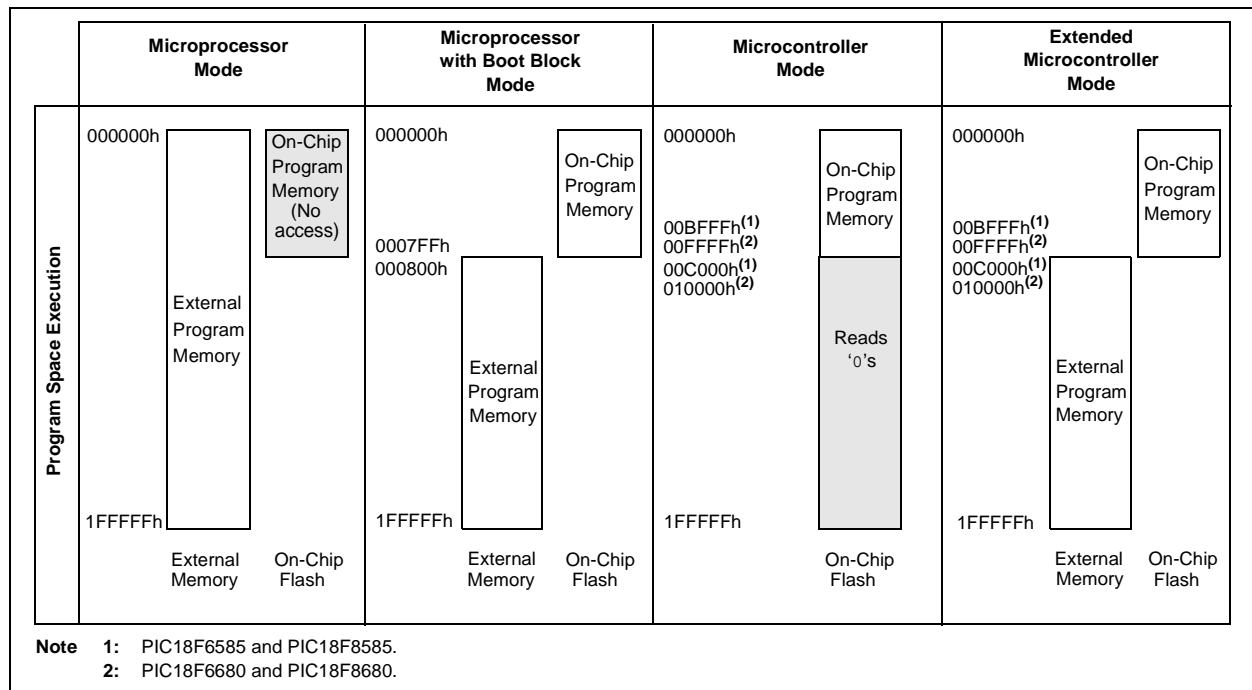 Microprocessor
Mode
Microprocessor
with Boot Block
Mode
Microcontroller
Mode
Extended
Microcontroller
Mode
Program Space Execution
000000h
On-Chip
Program
Memory
(No
access)
External
Program
Memory
1FFFFFh
External
Memory
On-Chip
Flash
000000h
On-Chip
Program
Memory
0007FFh
000800h
External
Program
Memory
1FFFFFh
External
Memory
On-Chip
Flash
000000h
On-Chip
Program
Memory
00BFFFh(1)
00FFFFh(2)
00C000h(1)
010000h(2)
Reads
‘0’s
1FFFFFh
On-Chip
Flash
000000h
On-Chip
Program
Memory
00BFFFh(1)
00FFFFh(2)
00C000h(1)
010000h(2)
External
Program
Memory
1FFFFFh
External
Memory
On-Chip
Flash
Note 1: PIC18F6585 and PIC18F8585.
2: PIC18F6680 and PIC18F8680.